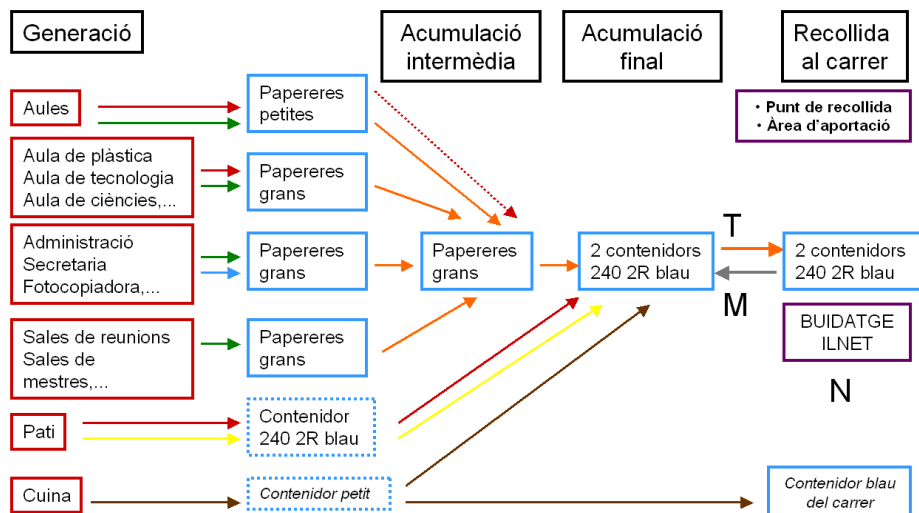 Generació
Acumulació
intermèdia
Acumulació
final
Recollida
al carrer
Aules
Papereres
petites
• Punt de recollida
• Àrea d'aportació
Aula de plàstica
Aula de tecnologia
Aula de ciències,...
Papereres
grans
Administració
Secretaria
Fotocopiadora,...
Papereres
grans
Papereres
grans
2 contenidors
240 2R blau
T
M
2 contenidors
240 2R blau
Sales de reunions
Sales de
mestres,...
Papereres
grans
BUIDATGE
ILNET
N
Pati
Contenidor
240 2R blau
Cuina
Contenidor petit
Contenidor blau
del carrer